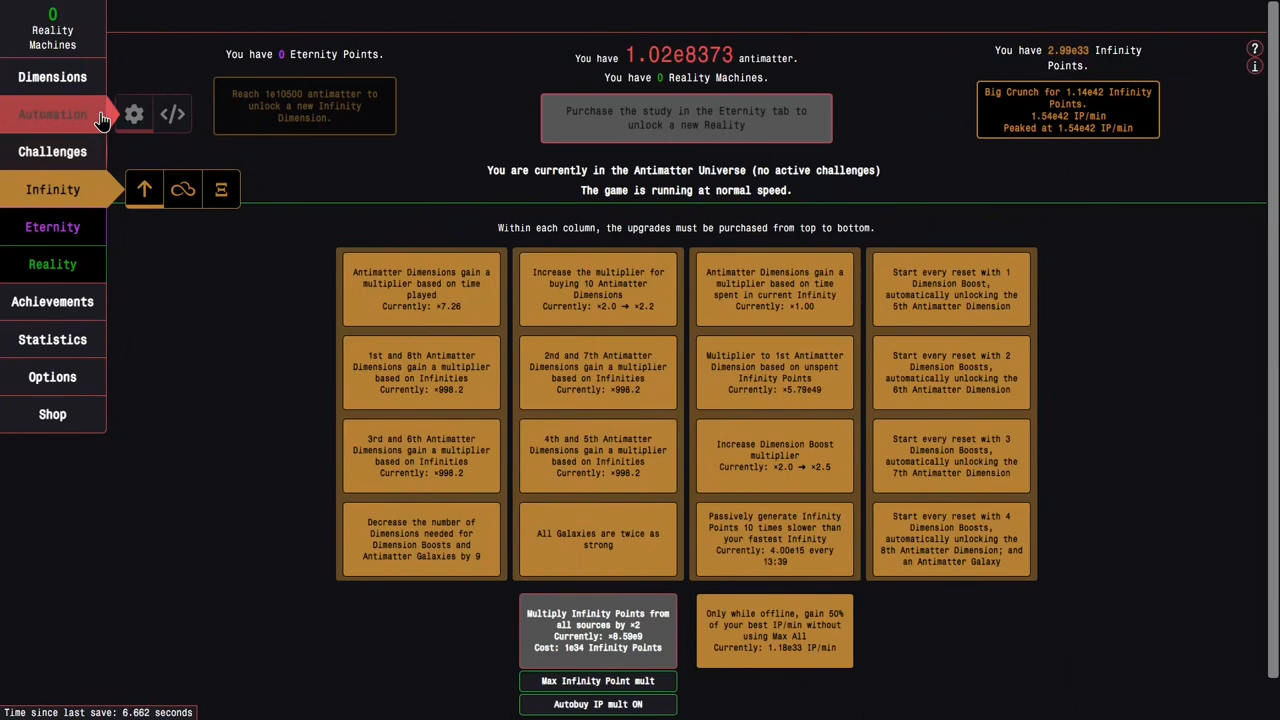 0
Reality
Machines
Dimensions
Automation
</>
Challenges
Infinity
Eternity
Reality
Achievements
Statistics
Options
Shop
You have 0 Eternity Points.
Reach 1e10500 antimatter to
unlock a new Infinity
Dimension.
You have 1.02e8373 antimatter.
You have 0 Reality Machines.
Purchase the study in the Eternity tab to
unlock a new Reality
You have 2.99e33 Infinity
Points.
Big Crunch for 1.14e42 Infinity
Points.
1.54e42 IP/min
Peaked at 1.54e42 IP/min
?
i
You are currently in the Antimatter Universe (no active challenges)
The game is running at normal speed.
Within each column, the upgrades must be purchased from top to bottom.
Antimatter Dimensions gain a
multiplier based on time
played
Currently: ×7.26
Increase the multiplier for
buying 10 Antimatter
Dimensions
Currently: ×2.0 → ×2.2
Antimatter Dimensions gain a
multiplier based on time
spent in current Infinity
Currently: ×1.00
Start every reset with 1
Dimension Boost,
automatically unlocking the
5th Antimatter Dimension
1st and 8th Antimatter
Dimensions gain a multiplier
based on Infinities
Currently: ×998.2
2nd and 7th Antimatter
Dimensions gain a multiplier
based on Infinities
Currently: ×998.2
Multiplier to 1st Antimatter
Dimension based on unspent
Infinity Points
Currently: ×5.79e49
Start every reset with 2
Dimension Boosts,
automatically unlocking the
6th Antimatter Dimension
3rd and 6th Antimatter
Dimensions gain a multiplier
based on Infinities
Currently: ×998.2
4th and 5th Antimatter
Dimensions gain a multiplier
based on Infinities
Currently: ×998.2
Increase Dimension Boost
multiplier
Currently: ×2.0 → ×2.5
Start every reset with 3
Dimension Boosts,
automatically unlocking the
7th Antimatter Dimension
Decrease the number of
Dimensions needed for
Dimension Boosts and
Antimatter Galaxies by 9
All Galaxies are twice as
strong
Passively generate Infinity
Points 10 times slower than
your fastest Infinity
Currently: 4.00e15 every
13:39
Start every reset with 4
Dimension Boosts,
automatically unlocking the
8th Antimatter Dimension; and
an Antimatter Galaxy
Multiply Infinity Points from
all sources by ×2
Currently: ×8.59e9
Cost: 1e34 Infinity Points
Only while offline, gain 50%
of your best IP/min without
using Max All
Currently: 1.18e33 IP/min
Max Infinity Point mult
Autobuy IP mult ON
Time since last save: 6.662 seconds